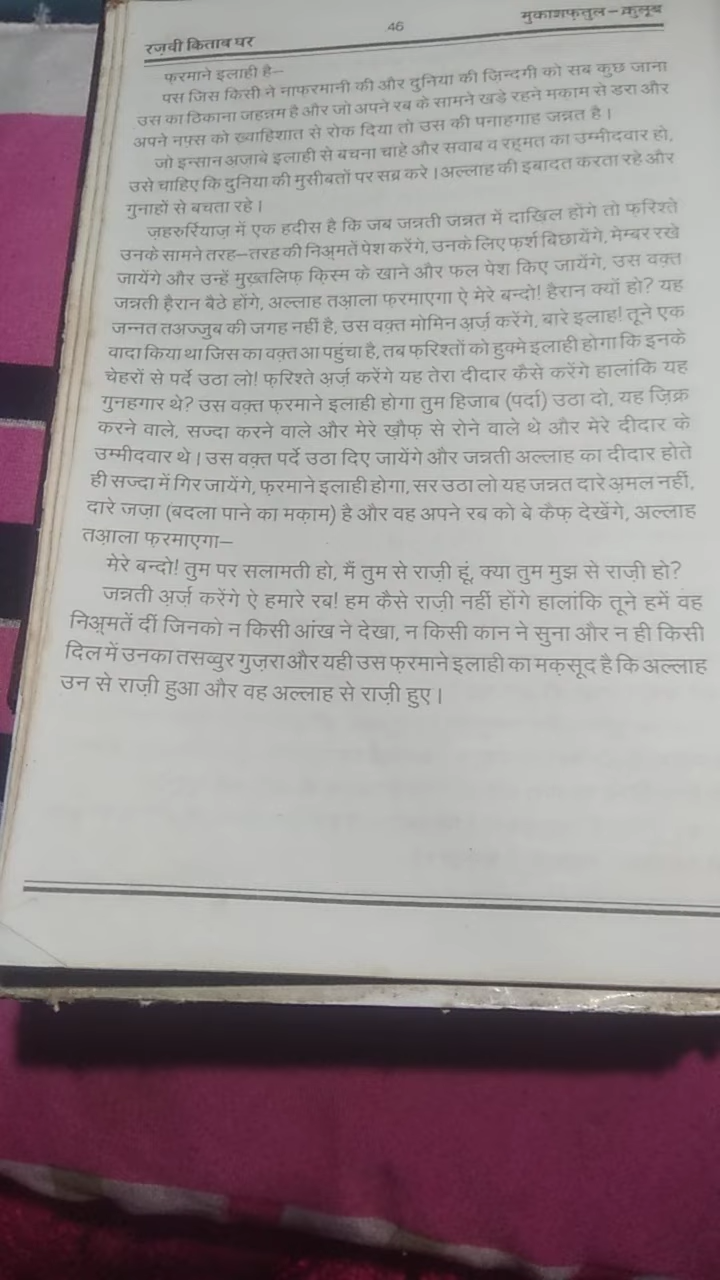 रज़वी किताब घर 46 मुकाशफ़तुल-क़ुलूब
फ़रमाने इलाही है—
पस जिस किसी ने नाफ़रमानी की और दुनिया की ज़िन्दगी को सब कुछ जाना
उस का ठिकाना जहन्नम है और जो अपने रब के सामने खड़े रहने मक़ाम से डरा और
अपने नफ़्स को ख्वाहिशात से रोक दिया तो उस की पनाहगाह जन्नत है।
जो इन्सान अज़ाबे इलाही से बचना चाहे और सवाब व रहमत का उम्मीदवार हो,
उसे चाहिए कि दुनिया की मुसीबतों पर सब्र करे। अल्लाह की इबादत करता रहे और
गुनाहों से बचता रहे।
ज़हरुर्रियाज़ में एक हदीस है कि जब जन्नती जन्नत में दाखिल होंगे तो फ़रिश्ते
उनके सामने तरह—तरह की निअ़मतें पेश करेंगे, उनके लिए फ़र्श बिछायेंगे, मेम्बर रखे
जायेंगे और उन्हें मुख़्तलिफ़ क़िस्म के खाने और फल पेश किए जायेंगे, उस वक़्त
जन्नती हैरान बैठे होंगे, अल्लाह तआ़ला फ़रमाएगा ऐ मेरे बन्दो! हैरान क्यों हो? यह
जन्नत तअज्जुब की जगह नहीं है, उस वक़्त मोमिन अ़र्ज़ करेंगे, बारे इलाह! तूने एक
वादा किया था जिस का वक़्त आ पहुंचा है, तब फ़रिश्तों को हुक्मे इलाही होगा कि इनके
चेहरों से पर्दे उठा लो! फ़रिश्ते अ़र्ज़ करेंगे यह तेरा दीदार कैसे करेंगे हालांकि यह
गुनहगार थे? उस वक़्त फ़रमाने इलाही होगा तुम हिजाब (पर्दा) उठा दो, यह ज़िक्र
करने वाले, सज्दा करने वाले और मेरे ख़ौफ़ से रोने वाले थे और मेरे दीदार के
उम्मीदवार थे। उस वक़्त पर्दे उठा दिए जायेंगे और जन्नती अल्लाह का दीदार होते
ही सज्दा में गिर जायेंगे, फ़रमाने इलाही होगा, सर उठा लो यह जन्नत दारे अ़मल नहीं,
दारे जज़ा (बदला पाने का मक़ाम) है और वह अपने रब को बे कैफ़ देखेंगे, अल्लाह
तआ़ला फ़रमाएगा—
मेरे बन्दो! तुम पर सलामती हो, मैं तुम से राज़ी हूं, क्या तुम मुझ से राज़ी हो?
जन्नती अ़र्ज़ करेंगे ऐ हमारे रब! हम कैसे राज़ी नहीं होंगे हालांकि तूने हमें वह
निअ़मतें दीं जिनको न किसी आंख ने देखा, न किसी कान ने सुना और न ही किसी
दिल में उनका तसव्वुर गुज़रा और यही उस फ़रमाने इलाही का मक़सूद है कि अल्लाह
उन से राज़ी हुआ और वह अल्लाह से राज़ी हुए।